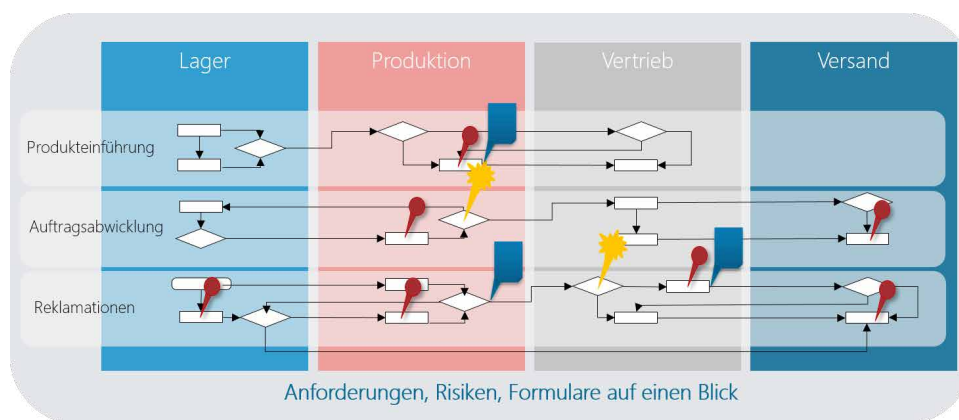 Lager
Produktion
Vertrieb
Versand
Produkteinführung
Auftragsabwicklung
Reklamationen
Anforderungen, Risiken, Formulare auf einen Blick